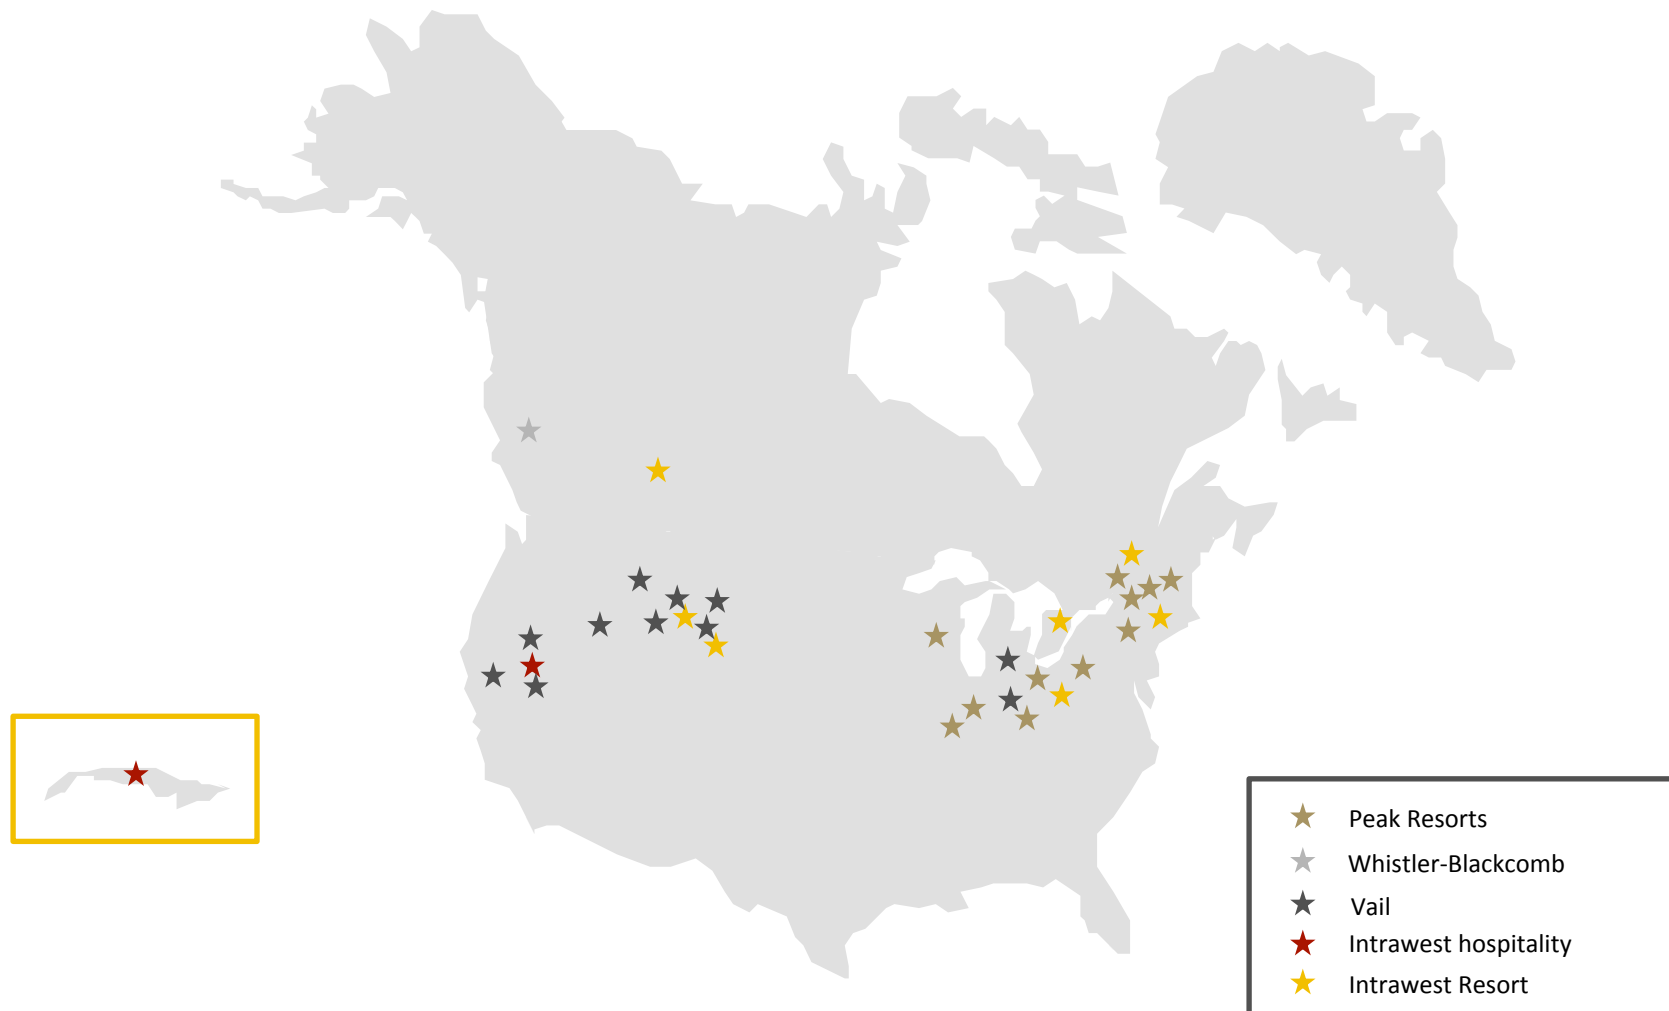 Peak Resorts
Whistler-Blackcomb
Vail
Intrawest hospitality
Intrawest Resort